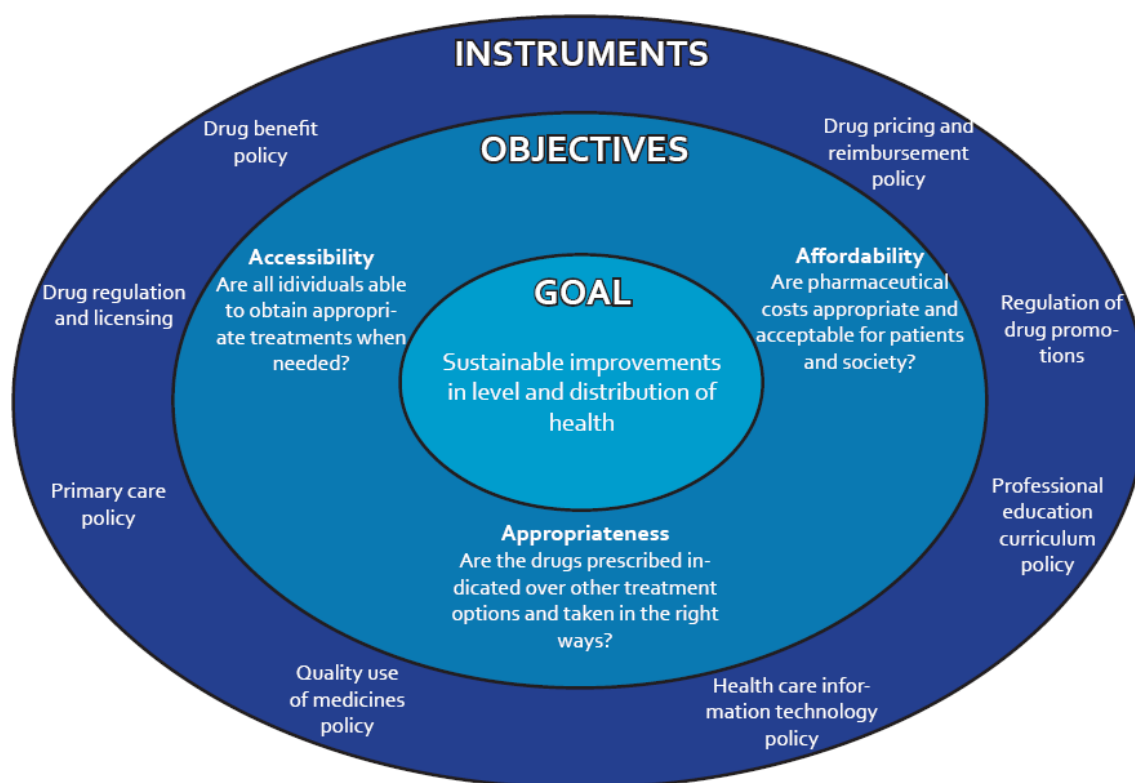 INSTRUMENTS
Drug benefit
policy
Drug pricing and
reimbursement
policy
OBJECTIVES
Accessibility
Are all idividuals able
to obtain appropri-
ate treatments when
needed?
Affordability
Are pharmaceutical
costs appropriate and
acceptable for patients
and society?
GOAL
Sustainable improvements
in level and distribution of
health
Drug regulation
and licensing
Regulation of
drug promo-
tions
Primary care
policy
Professional
education
curriculum
policy
Appropriateness
Are the drugs prescribed in-
dicated over other treatment
options and taken in the right
ways?
Quality use
of medicines
policy
Health care infor-
mation technology
policy